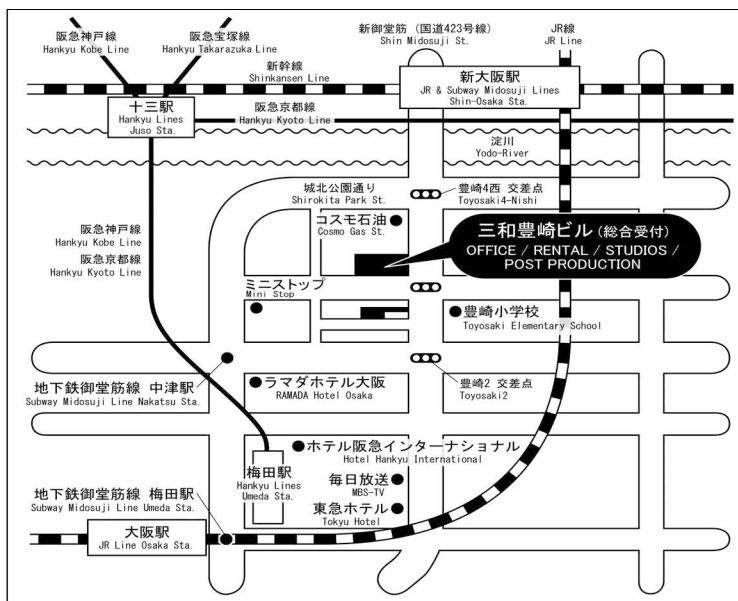 阪急神戸線
Hankyu Kobe Line
阪急宝塚線
Hankyu Takarazuka Line
新御堂筋 (国道423号線)
Shin Midosuji St.
JR線
JR Line
新幹線
Shinkansen Line
新大阪駅
JR & Subway Midosuji Lines
Shin-Osaka Sta.
十三駅
Hankyu Lines
Juso Sta.
阪急京都線
Hankyu Kyoto Line
淀川
Yodo-River
城北公園通り
Shirokita Park St.
豊崎4西 交差点
Toyosaki4-Nishi
コスモ石油
Cosmo Gas St.
三和豊崎ビル (総合受付)
OFFICE / RENTAL / STUDIOS /
POST PRODUCTION
阪急神戸線
Hankyu Kobe Line
阪急京都線
Hankyu Kyoto Line
ミニストップ
Mini Stop
豊崎小学校
Toyosaki Elementary School
地下鉄御堂筋線 中津駅
Subway Midosuji Line Nakatsu Sta.
ラマダホテル大阪
RAMADA Hotel Osaka
豊崎2 交差点
Toyosaki2
ホテル阪急インターナショナル
Hotel Hankyu International
梅田駅
Hankyu Lines
Umeda Sta.
毎日放送
MBS-TV
地下鉄御堂筋線 梅田駅
Subway Midosuji Line Umeda Sta.
東急ホテル
Tokyu Hotel
大阪駅
JR Line Osaka Sta.